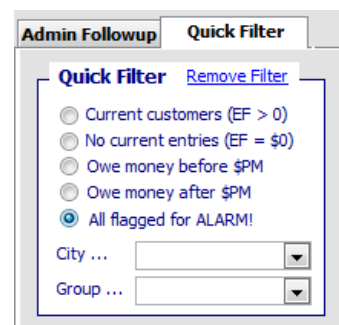 Admin Followup Quick Filter
Quick Filter Remove Filter
Current customers (EF > 0)
No current entries (EF = $0)
Owe money before $PM
Owe money after $PM
All flagged for ALARM!
City ...
Group ...